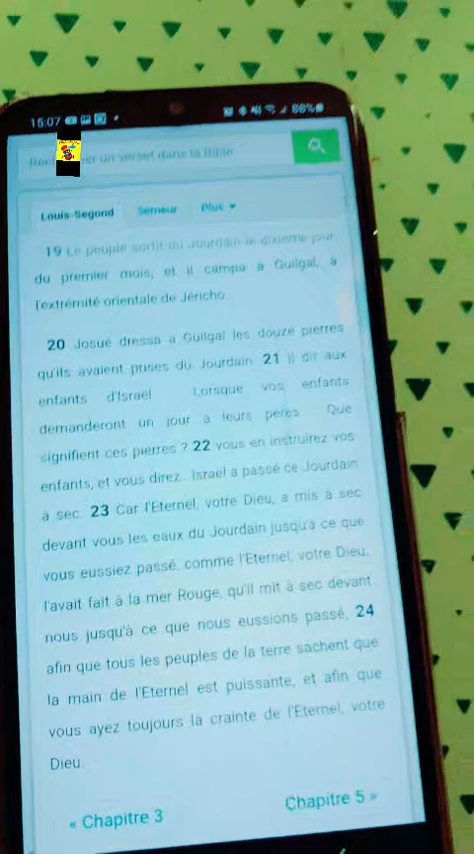 15:07
86%
un verset dans la Bible
Louis-Segond Semeur Plus
19 Le peuple sortit du Jourdain le dixième jour
du premier mois, et il campa à Guilgal, à
l'extrémité orientale de Jéricho.
20 Josué dressa à Guilgal les douze pierres
qu'ils avaient prises du Jourdain. 21 Il dit aux
enfants d'Israël : Lorsque vos enfants
demanderont un jour à leurs pères : Que
signifient ces pierres ? 22 vous en instruirez vos
enfants, et vous direz : Israël a passé ce Jourdain
à sec. 23 Car l'Eternel, votre Dieu, a mis à sec
devant vous les eaux du Jourdain jusqu'à ce que
vous eussiez passé, comme l'Eternel, votre Dieu,
l'avait fait à la mer Rouge, qu'il mit à sec devant
nous jusqu'à ce que nous eussions passé, 24
afin que tous les peuples de la terre sachent que
la main de l'Eternel est puissante, et afin que
vous ayez toujours la crainte de l'Eternel, votre
Dieu.
« Chapitre 3 Chapitre 5 »